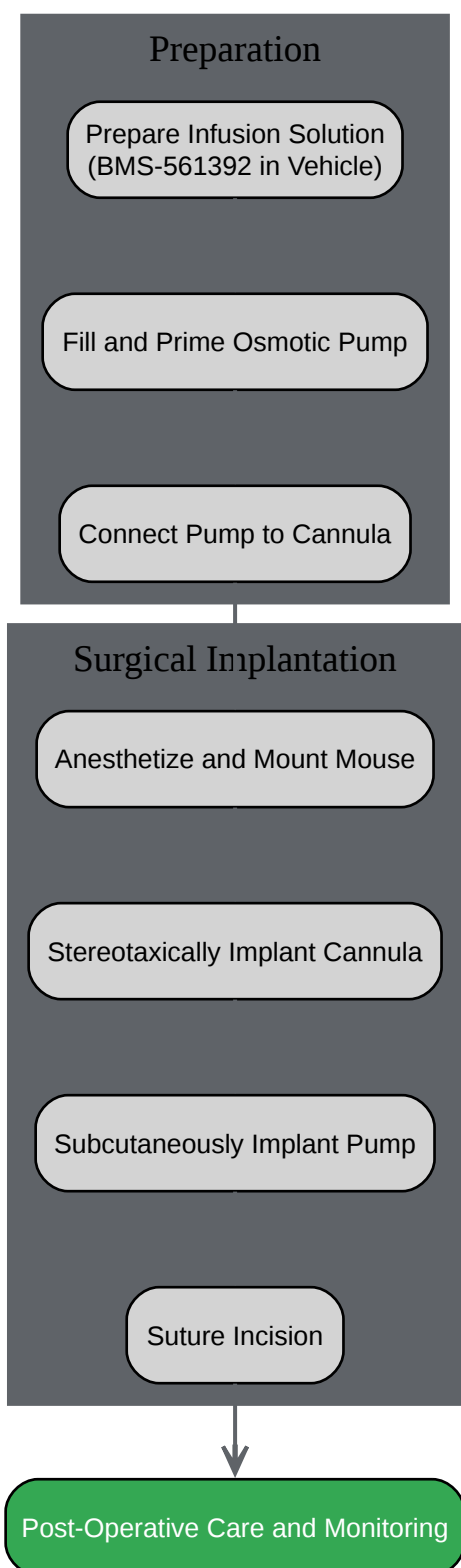 Preparation
Prepare Infusion Solution
(BMS-561392 in Vehicle)
Fill and Prime Osmotic Pump
Connect Pump to Cannula
Surgical Implantation
Anesthetize and Mount Mouse
Stereotaxically Implant Cannula
Subcutaneously Implant Pump
Suture Incision
Post-Operative Care and Monitoring